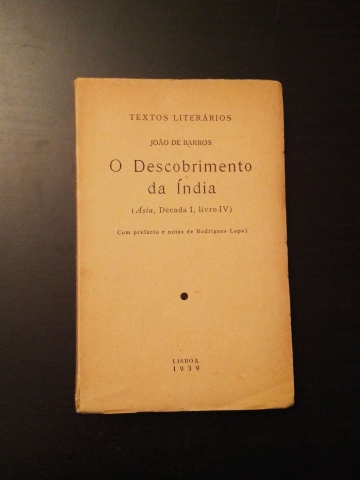 TEXTOS LITERÁRIOS
JOÃO DE BARROS
O Descobrimento
da Índia
(Ásia, Década I, livro IV)
(Com prefácio e notas de Rodrigues Lapa)
LISBOA
1939